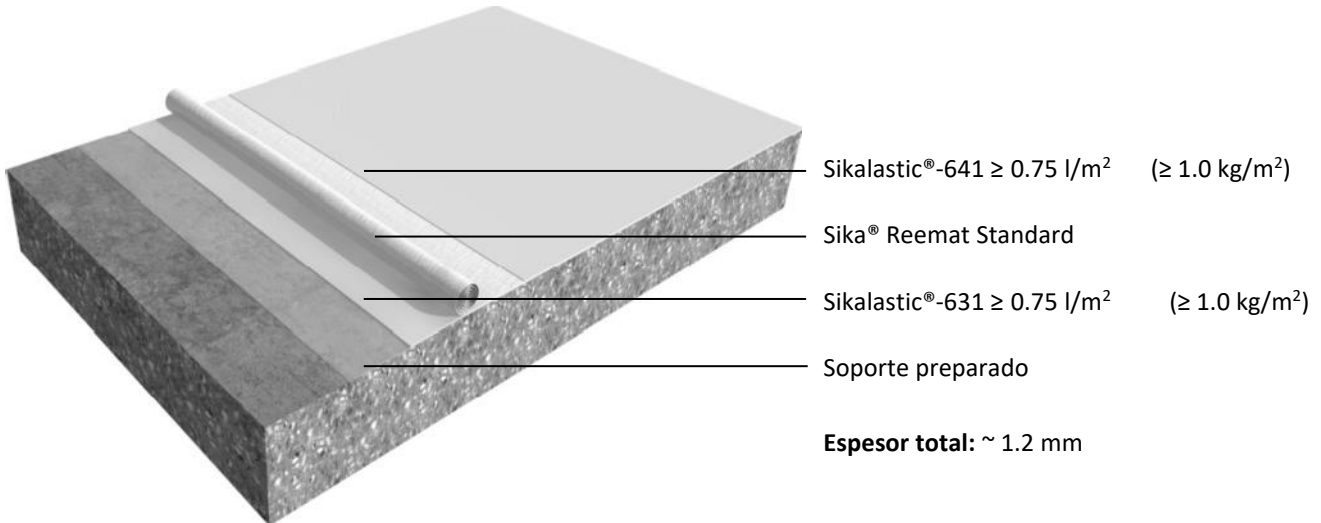 Sikalastic®-641 ≥ 0.75 l/m² (≥ 1.0 kg/m²)
Sika® Reemat Standard
Sikalastic®-631 ≥ 0.75 l/m² (≥ 1.0 kg/m²)
Soporte preparado
Espesor total: ~ 1.2 mm